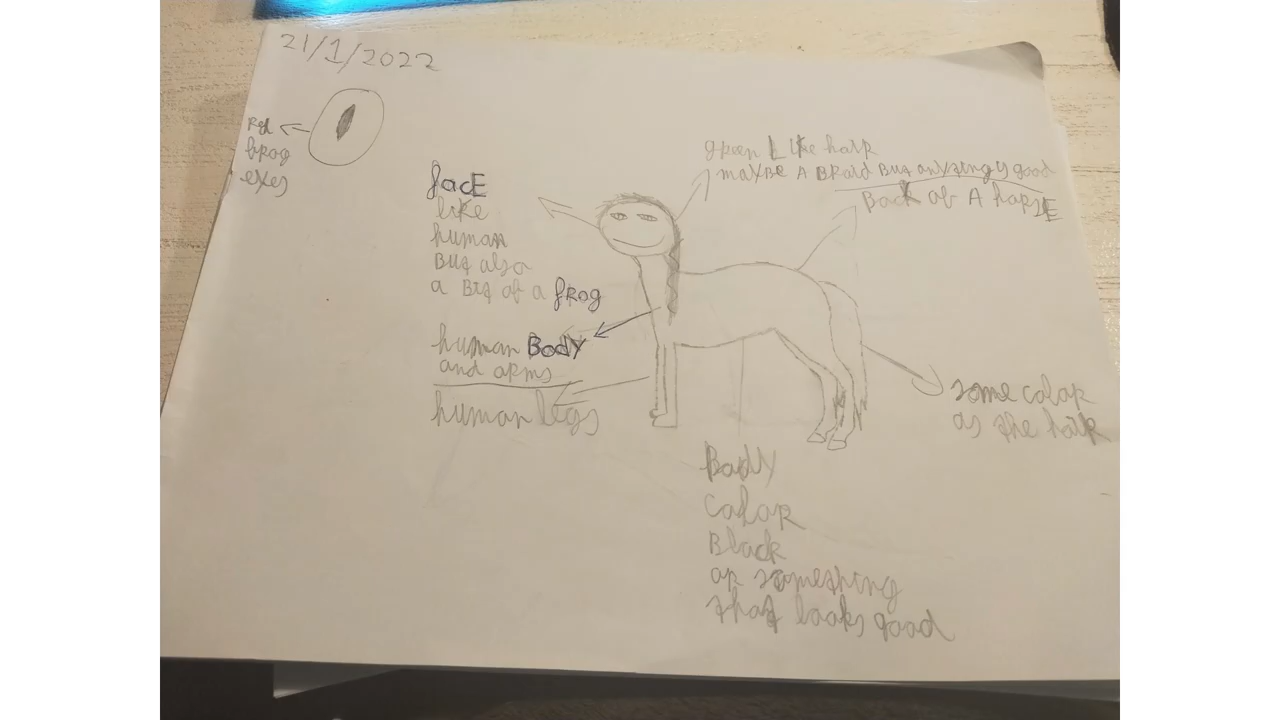 21/1/2022
Red
frog
eyes
face
like
human
But also
a Bit of a frog
human Body
and arms
human legs
green Like hair
maybe A Braid But anything is good
Back of A horse
some color
as the hair
Body
Color
Black
or something
that looks good